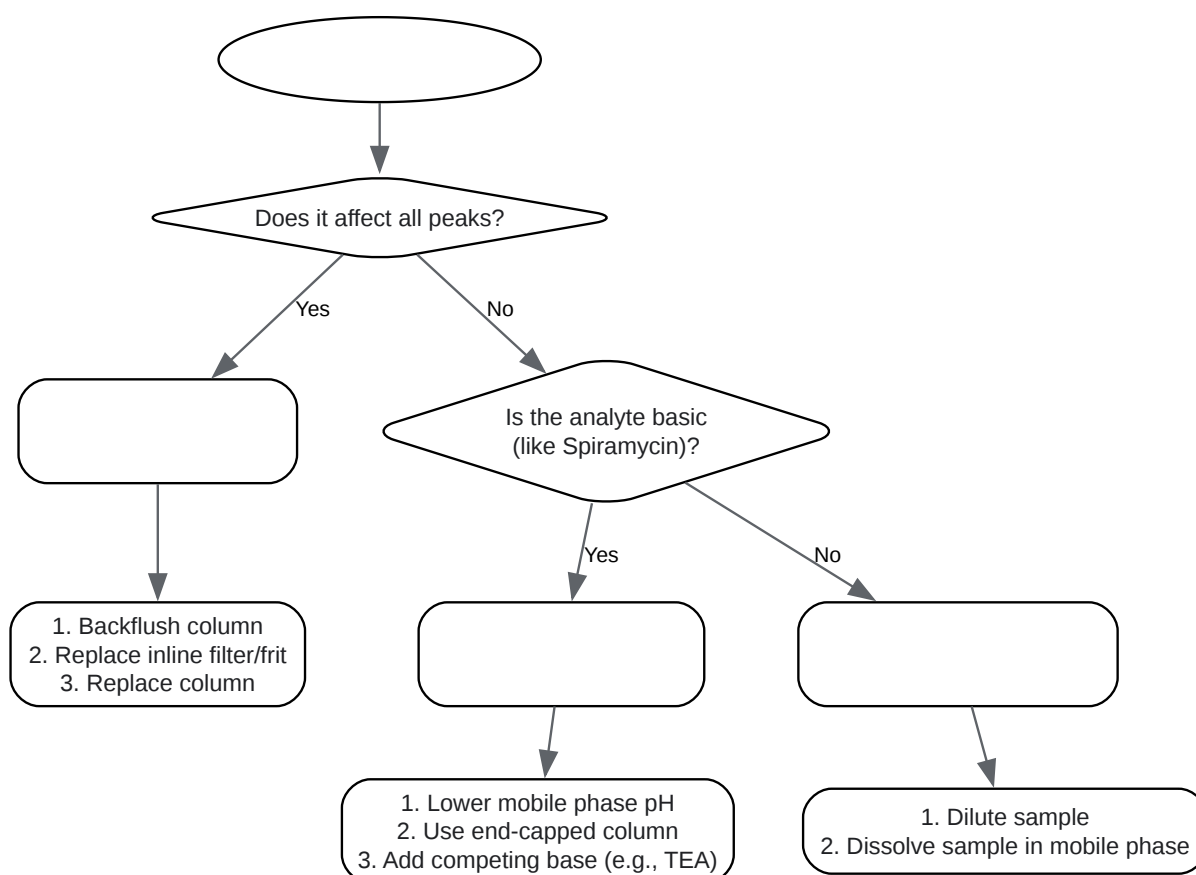 Does it affect all peaks?
Yes
No
Is the analyte basic
(like Spiramycin)?
Yes
No
1. Backflush column
2. Replace inline filter/frit
3. Replace column
1. Lower mobile phase pH
2. Use end-capped column
3. Add competing base (e.g., TEA)
1. Dilute sample
2. Dissolve sample in mobile phase